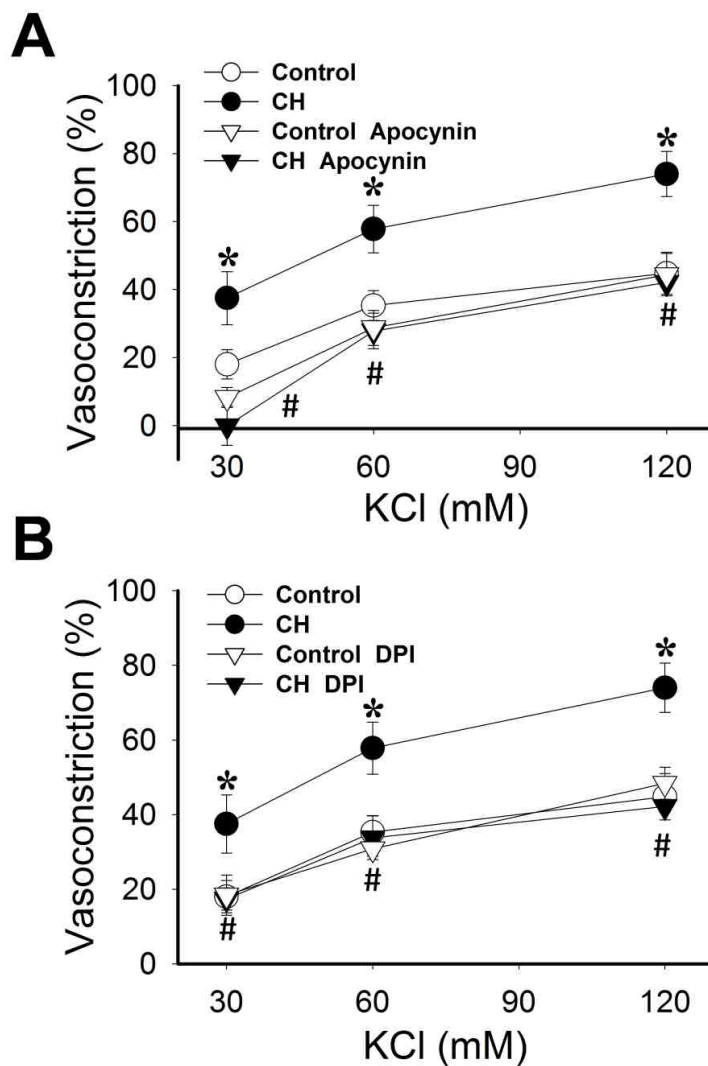 A
Control
CH
Control Apocynin
CH Apocynin
Vasoconstriction (%)
100
80
60
40
20
0
*
*
*
#
#
#
30
60
90
120
KCl (mM)
B
Control
CH
Control DPI
CH DPI
Vasoconstriction (%)
100
80
60
40
20
0
*
*
*
#
#
#
30
60
90
120
KCl (mM)